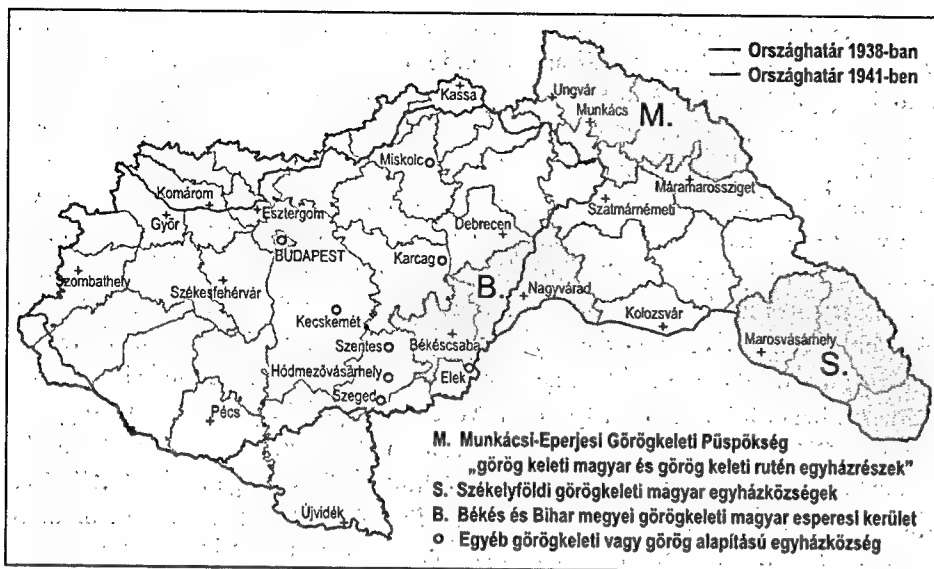 Országhatár 1938-ban
Országhatár 1941-ben
Kassa
Ungvár
Munkács
M.
Miskolc
Máramarossziget
Komárom
Esztergom
Szatmárnémeti
Győr
Debrecen
BUDAPEST
Karcag
Szombathely
Székesfehérvár
B.
Nagyvárad
Kecskemét
Kolozsvár
Szentes
Békéscsaba
Marosvásárhely
S.
Hódmezővásárhely
Elek
Szeged
Pécs
Újvidék
M. Munkácsi-Eperjesi Görögkeleti Püspökség
„görög keleti magyar és görög keleti rutén egyházrészek”
S. Székelyföldi görögkeleti magyar egyházközségek
B. Békés és Bihar megyei görögkeleti magyar esperesi kerület
Egyéb görögkeleti vagy görög alapítású egyházközség